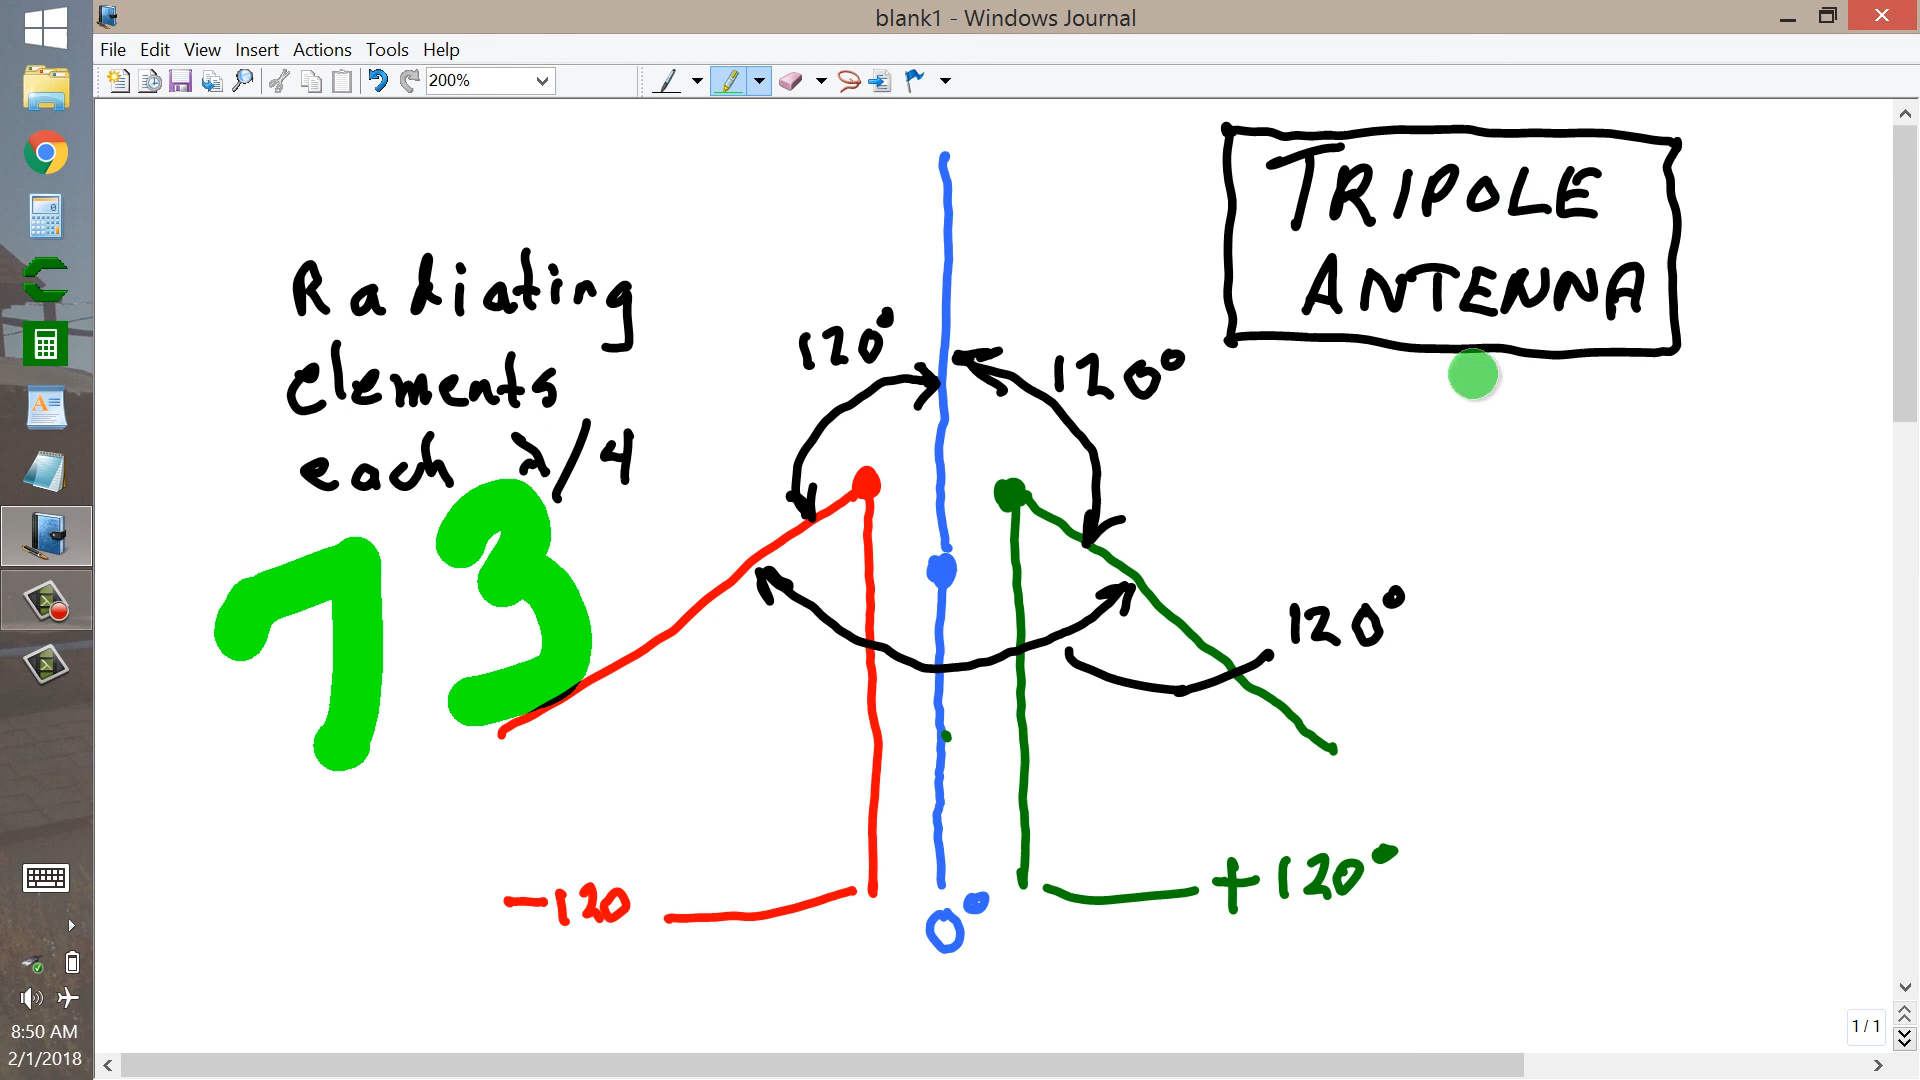 blank1 - Windows Journal
File Edit View Insert Actions Tools Help
200%
TRIPOLE
ANTENNA
Radiating
elements
each λ/4
120°
120°
73
120°
-120
0°
+120°
1 / 1
8:50 AM
2/1/2018